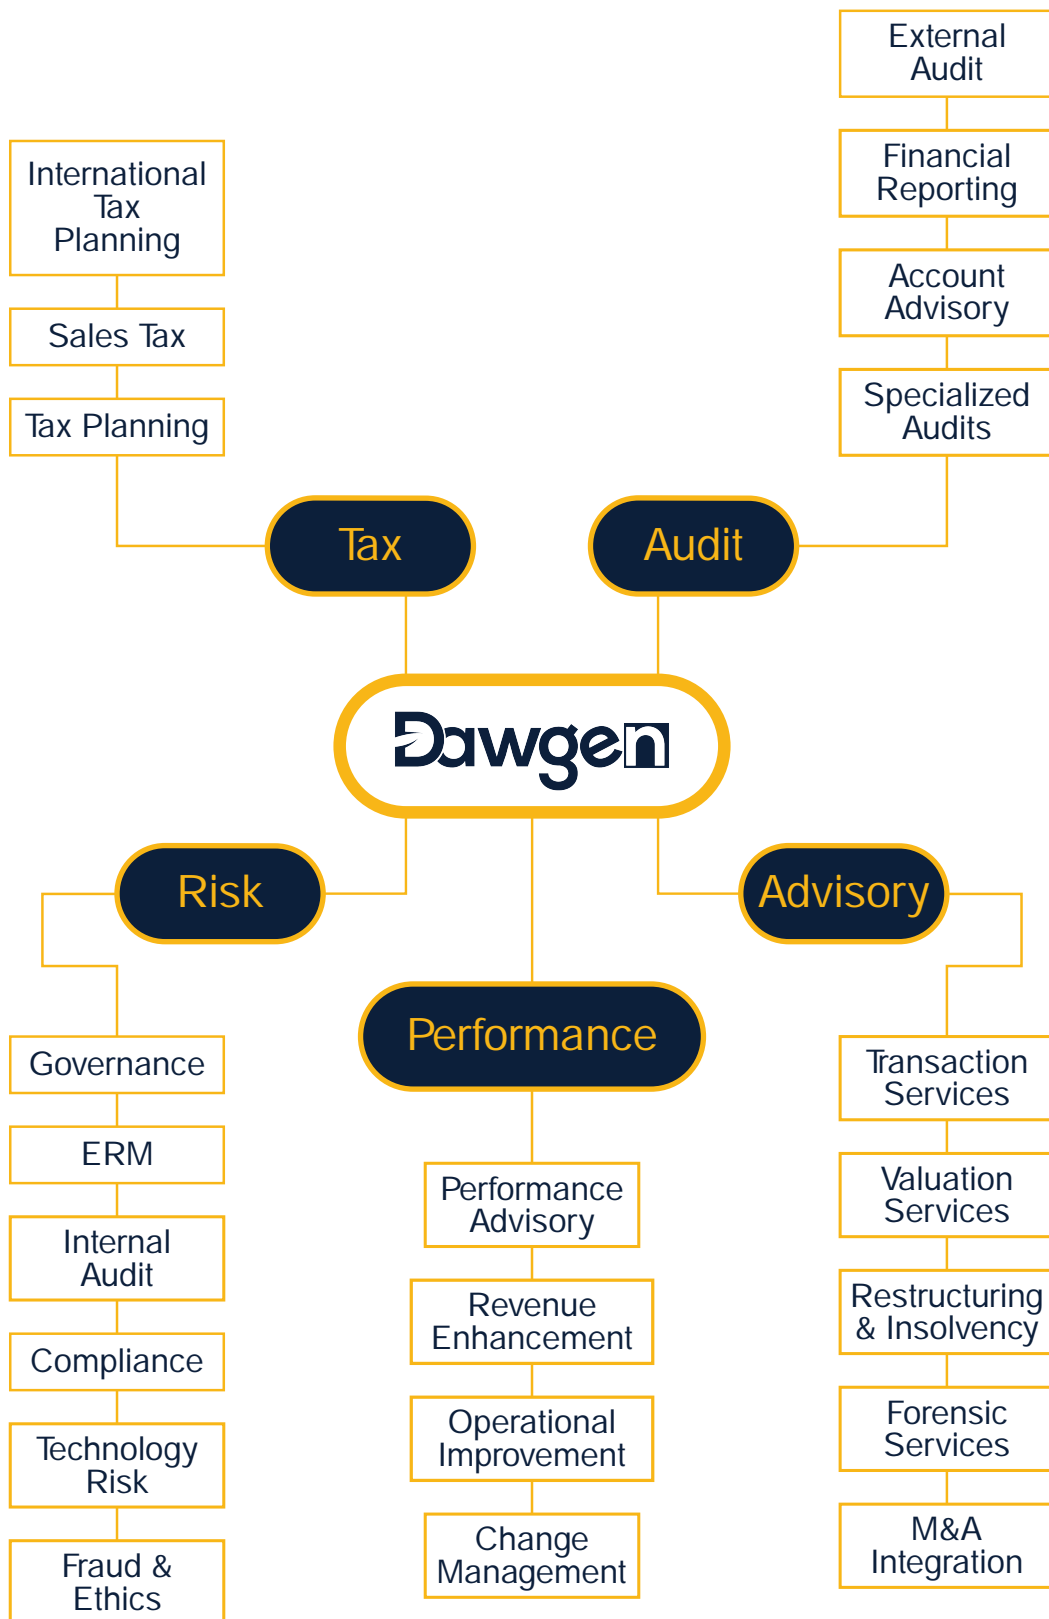 External
Audit
Financial
Reporting
Account
Advisory
Specialized
Audits
International
Tax
Planning
Sales Tax
Tax Planning
Tax
Audit
Dawgen
Risk
Advisory
Performance
Governance
ERM
Internal
Audit
Compliance
Technology
Risk
Fraud &
Ethics
Performance
Advisory
Revenue
Enhancement
Operational
Improvement
Change
Management
Transaction
Services
Valuation
Services
Restructuring
& Insolvency
Forensic
Services
M&A
Integration